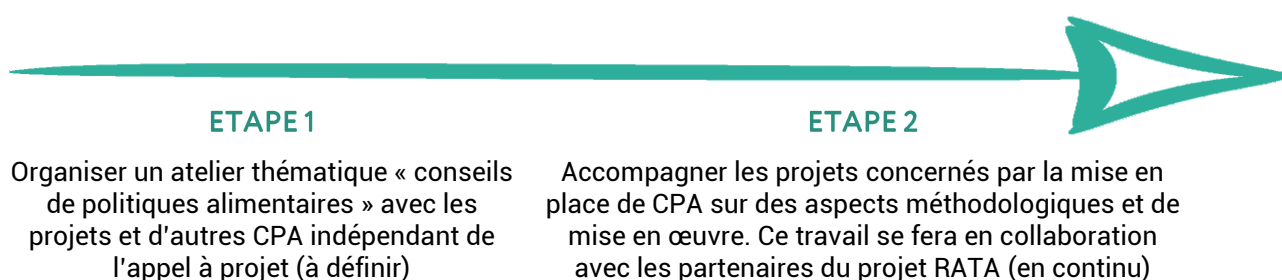 ETAPE 1
Organiser un atelier thématique « conseils
de politiques alimentaires » avec les
projets et d'autres CPA indépendant de
l'appel à projet (à définir)
ETAPE 2
Accompagner les projets concernés par la mise en
place de CPA sur des aspects méthodologiques et de
mise en œuvre. Ce travail se fera en collaboration
avec les partenaires du projet RATA (en continu)